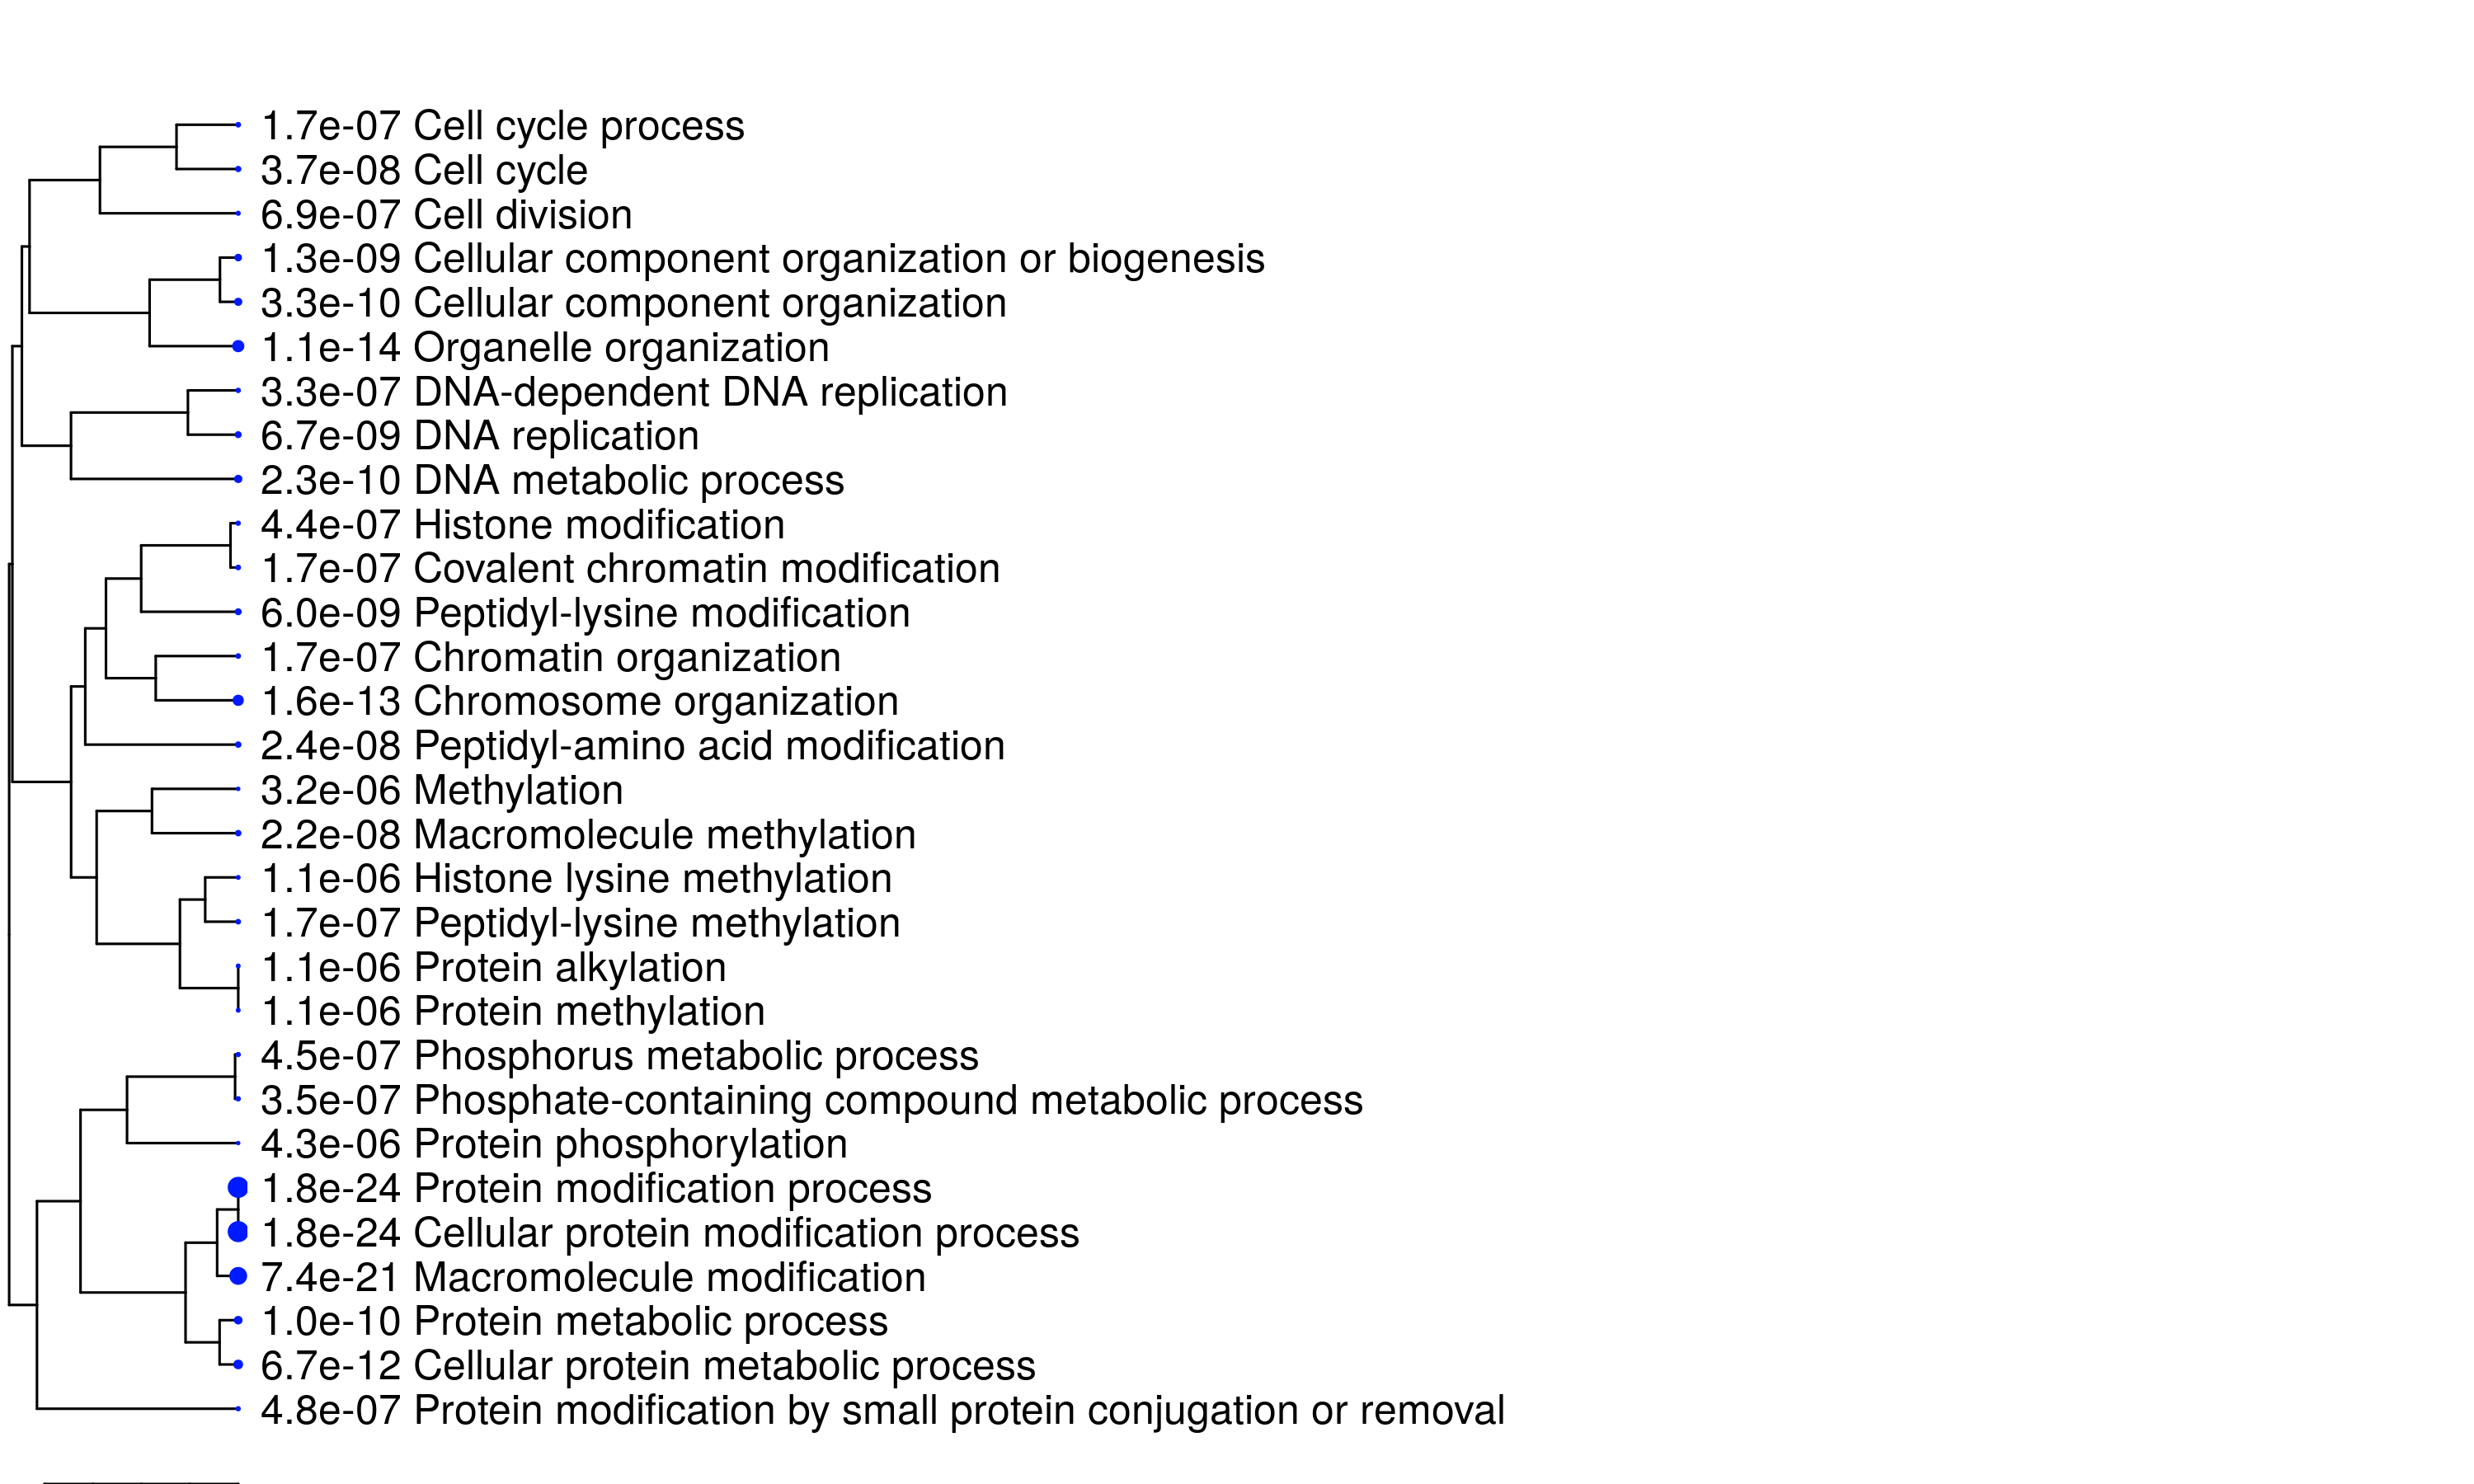 1.7e-07 Cell cycle process
3.7e-08 Cell cycle
6.9e-07 Cell division
1.3e-09 Cellular component organization or biogenesis
3.3e-10 Cellular component organization
1.1e-14 Organelle organization
3.3e-07 DNA-dependent DNA replication
6.7e-09 DNA replication
2.3e-10 DNA metabolic process
4.4e-07 Histone modification
1.7e-07 Covalent chromatin modification
6.0e-09 Peptidyl-lysine modification
1.7e-07 Chromatin organization
1.6e-13 Chromosome organization
2.4e-08 Peptidyl-amino acid modification
3.2e-06 Methylation
2.2e-08 Macromolecule methylation
1.1e-06 Histone lysine methylation
1.7e-07 Peptidyl-lysine methylation
1.1e-06 Protein alkylation
1.1e-06 Protein methylation
4.5e-07 Phosphorus metabolic process
3.5e-07 Phosphate-containing compound metabolic process
4.3e-06 Protein phosphorylation
1.8e-24 Protein modification process
1.8e-24 Cellular protein modification process
7.4e-21 Macromolecule modification
1.0e-10 Protein metabolic process
6.7e-12 Cellular protein metabolic process
4.8e-07 Protein modification by small protein conjugation or removal